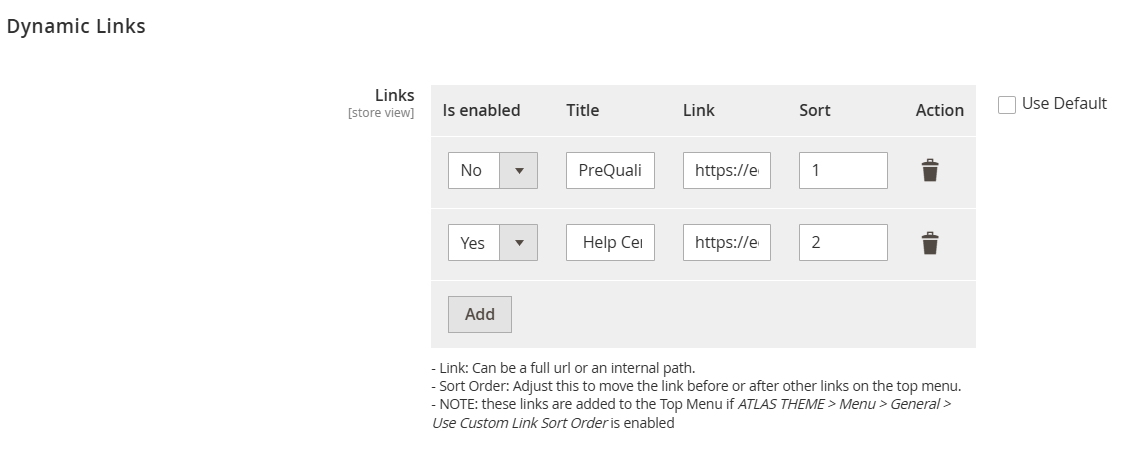 Dynamic Links
Links
[store view]
Is enabled Title Link Sort Action
Use Default
No PreQuali https://e 1
Yes Help Cer https://e 2
Add
- Link: Can be a full url or an internal path.
- Sort Order: Adjust this to move the link before or after other links on the top menu.
- NOTE: these links are added to the Top Menu if ATLAS THEME > Menu > General >
Use Custom Link Sort Order is enabled